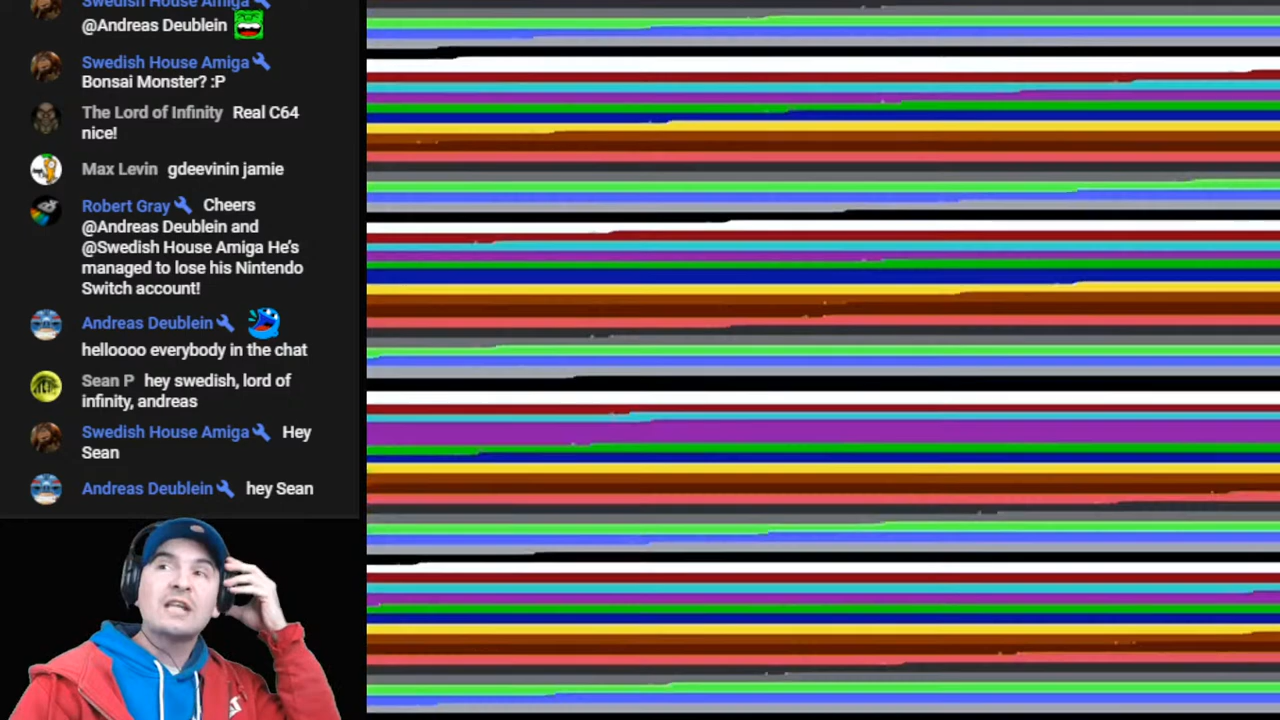 Swedish House Amiga
@Andreas Deublein
Swedish House Amiga
Bonsai Monster? :P
The Lord of Infinity Real C64
nice!
Max Levin gdeevinin jamie
Robert Gray Cheers
@Andreas Deublein and
@Swedish House Amiga He's
managed to lose his Nintendo
Switch account!
Andreas Deublein
helloooo everybody in the chat
Sean P hey swedish, lord of
infinity, andreas
Swedish House Amiga Hey
Sean
Andreas Deublein hey Sean